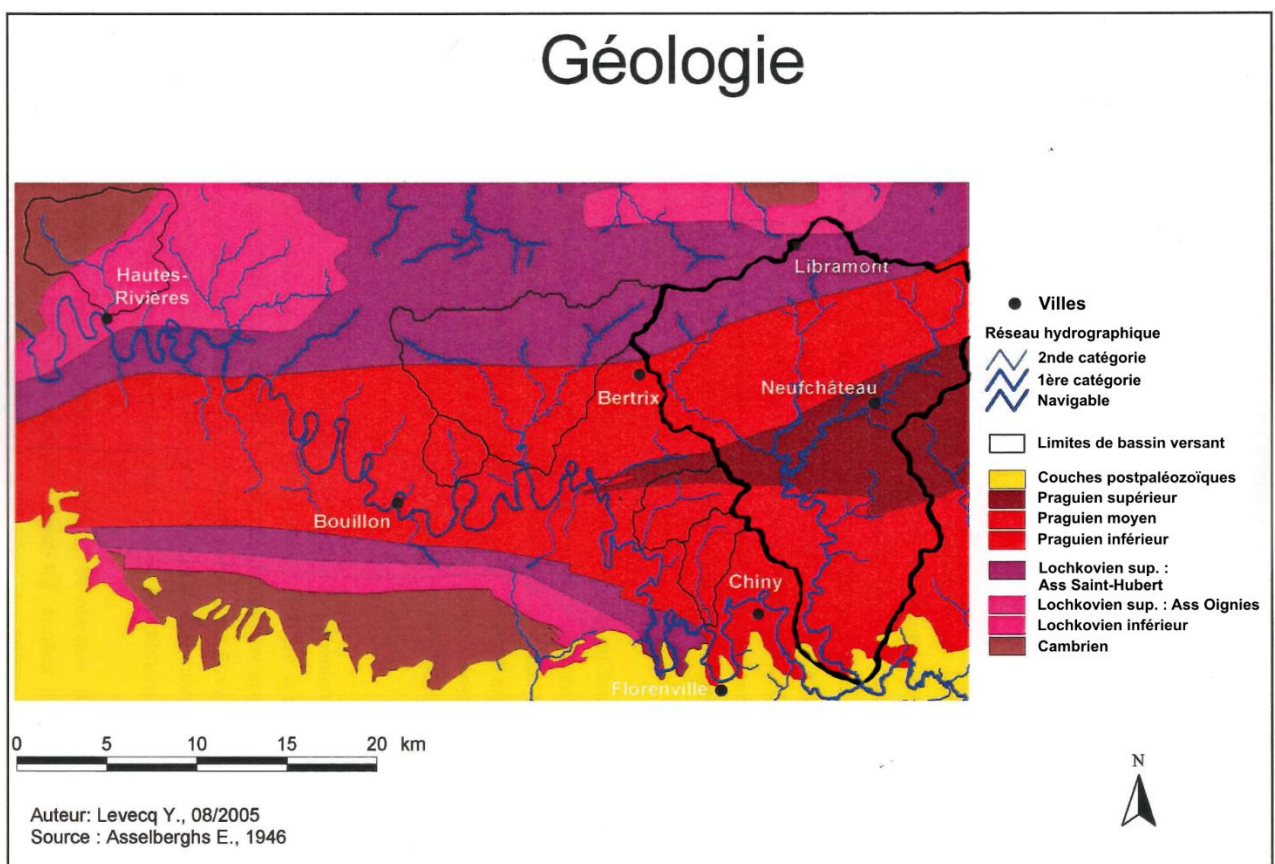 Géologie
Hautes-
Rivières
Libramont
Bertrix
Neufchâteau
Bouillon
Chiny
Florenville
Villes
Réseau hydrographique
2nde catégorie
1ère catégorie
Navigable
Limites de bassin versant
Couches postpaléozoïques
Praguien supérieur
Praguien moyen
Praguien inférieur
Lochkovien sup. :
Ass Saint-Hubert
Lochkovien sup. : Ass Oignies
Lochkovien inférieur
Cambrien
0 5 10 15 20 km
N
Auteur: Levecq Y., 08/2005
Source : Asselberghs E., 1946